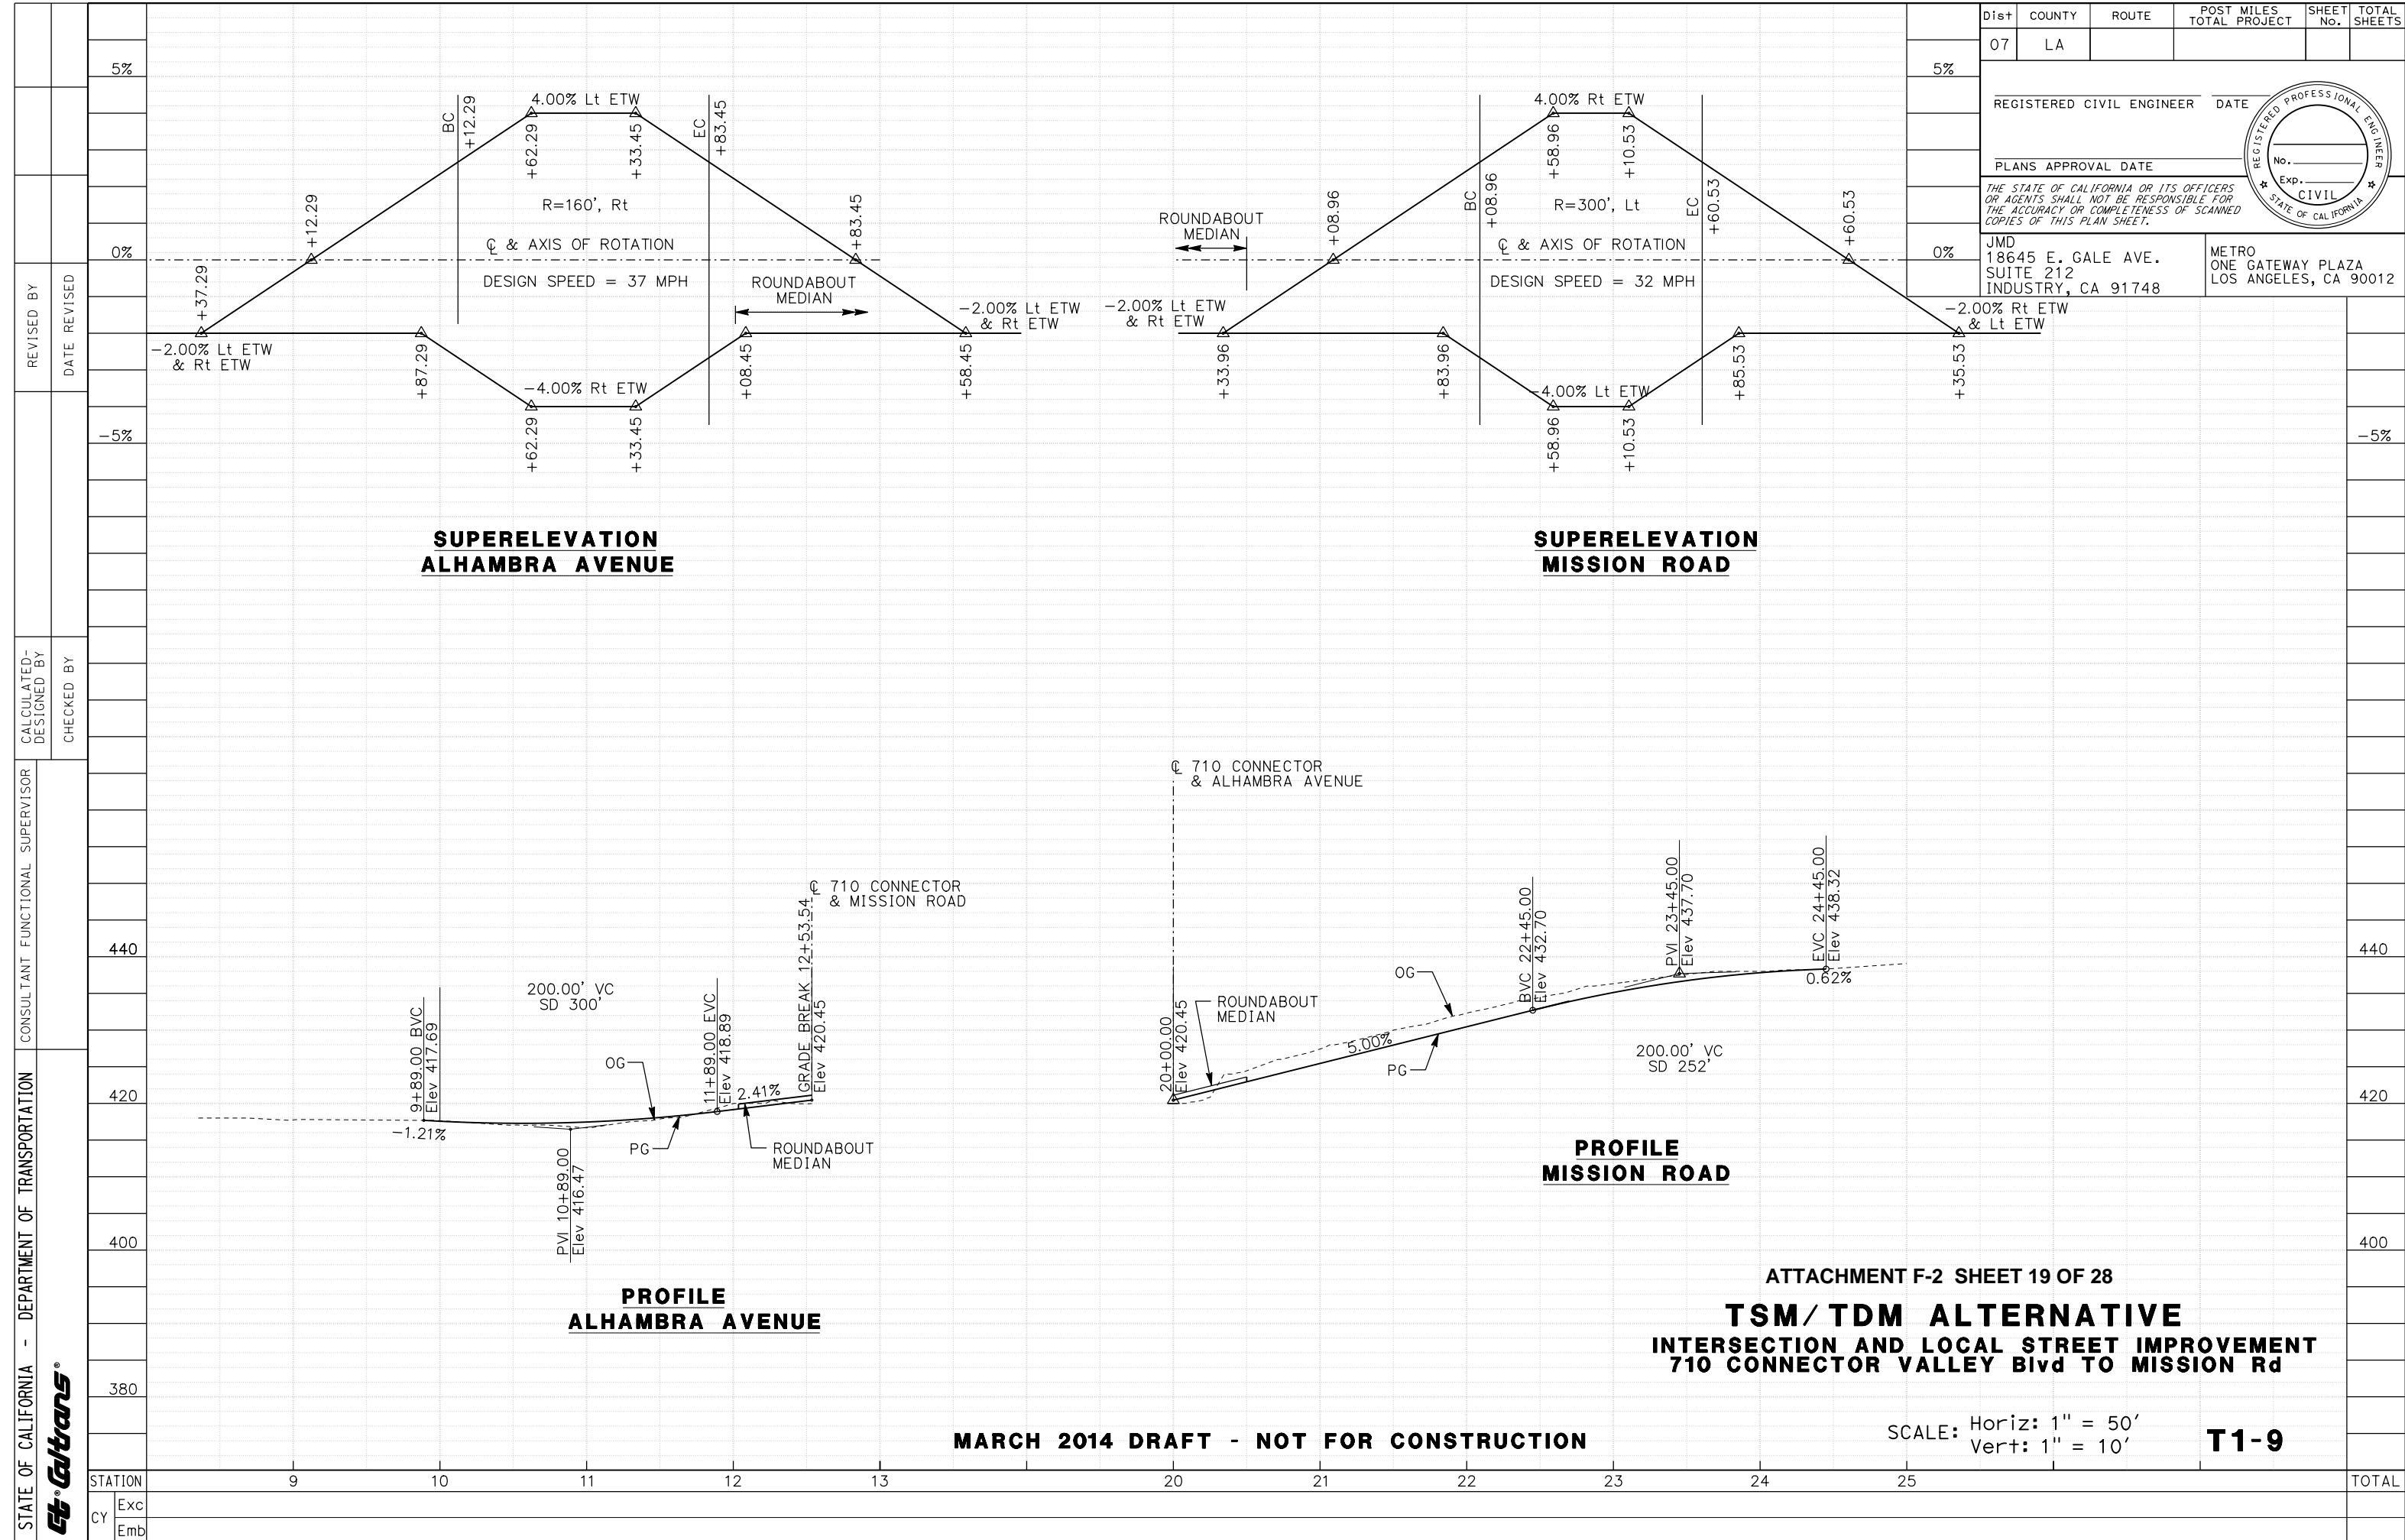 Dist COUNTY ROUTE POST MILES TOTAL PROJECT SHEET No. TOTAL SHEETS
07 LA
REGISTERED CIVIL ENGINEER DATE
PLANS APPROVAL DATE
REGISTERED PROFESSIONAL ENGINEER
No.
Exp.
CIVIL
STATE OF CALIFORNIA
THE STATE OF CALIFORNIA OR ITS OFFICERS
OR AGENTS SHALL NOT BE RESPONSIBLE FOR
THE ACCURACY OR COMPLETENESS OF SCANNED
COPIES OF THIS PLAN SHEET.
JMD
18645 E. GALE AVE.
SUITE 212
INDUSTRY, CA 91748
METRO
ONE GATEWAY PLAZA
LOS ANGELES, CA 90012
REVISED BY
DATE REVISED
CALCULATED-
DESIGNED BY
CHECKED BY
CONSULTANT FUNCTIONAL SUPERVISOR
STATE OF CALIFORNIA - DEPARTMENT OF TRANSPORTATION
Caltrans
5%
0%
-5%
+37.29
+12.29
BC
+12.29
4.00% Lt ETW
+62.29
+33.45
EC
+83.45
R=160', Rt
℄ & AXIS OF ROTATION
DESIGN SPEED = 37 MPH
+83.45
ROUNDABOUT
MEDIAN
-2.00% Lt ETW
& Rt ETW
-2.00% Lt ETW
& Rt ETW
+87.29
-4.00% Rt ETW
+62.29
+33.45
+08.45
+58.45
SUPERELEVATION
ALHAMBRA AVENUE
5%
0%
-5%
ROUNDABOUT
MEDIAN
-2.00% Lt ETW
& Rt ETW
+08.96
BC
+08.96
4.00% Rt ETW
+58.96
+10.53
R=300', Lt
EC
+60.53
℄ & AXIS OF ROTATION
DESIGN SPEED = 32 MPH
+60.53
-2.00% Rt ETW
& Lt ETW
+33.96
+83.96
-4.00% Lt ETW
+58.96
+10.53
+85.53
+35.53
SUPERELEVATION
MISSION ROAD
440
420
400
380
9+89.00 BVC
Elev 417.69
-1.21%
200.00' VC
SD 300'
OG
PG
PVI 10+89.00
Elev 416.47
11+89.00 EVC
Elev 418.89
2.41%
GRADE BREAK 12+53.54
Elev 420.45
℄ 710 CONNECTOR
& MISSION ROAD
ROUNDABOUT
MEDIAN
PROFILE
ALHAMBRA AVENUE
℄ 710 CONNECTOR
& ALHAMBRA AVENUE
20+00.00
Elev 420.45
ROUNDABOUT
MEDIAN
5.00%
OG
PG
BVC 22+45.00
Elev 432.70
200.00' VC
SD 252'
PVI 23+45.00
Elev 437.70
EVC 24+45.00
Elev 438.32
0.62%
PROFILE
MISSION ROAD
440
420
400
ATTACHMENT F-2 SHEET 19 OF 28
TSM/TDM ALTERNATIVE
INTERSECTION AND LOCAL STREET IMPROVEMENT
710 CONNECTOR VALLEY Blvd TO MISSION Rd
MARCH 2014 DRAFT - NOT FOR CONSTRUCTION
SCALE: Horiz: 1" = 50'
Vert: 1" = 10'
T1-9
STATION 9 10 11 12 13 20 21 22 23 24 25 TOTAL
CY Exc
Emb